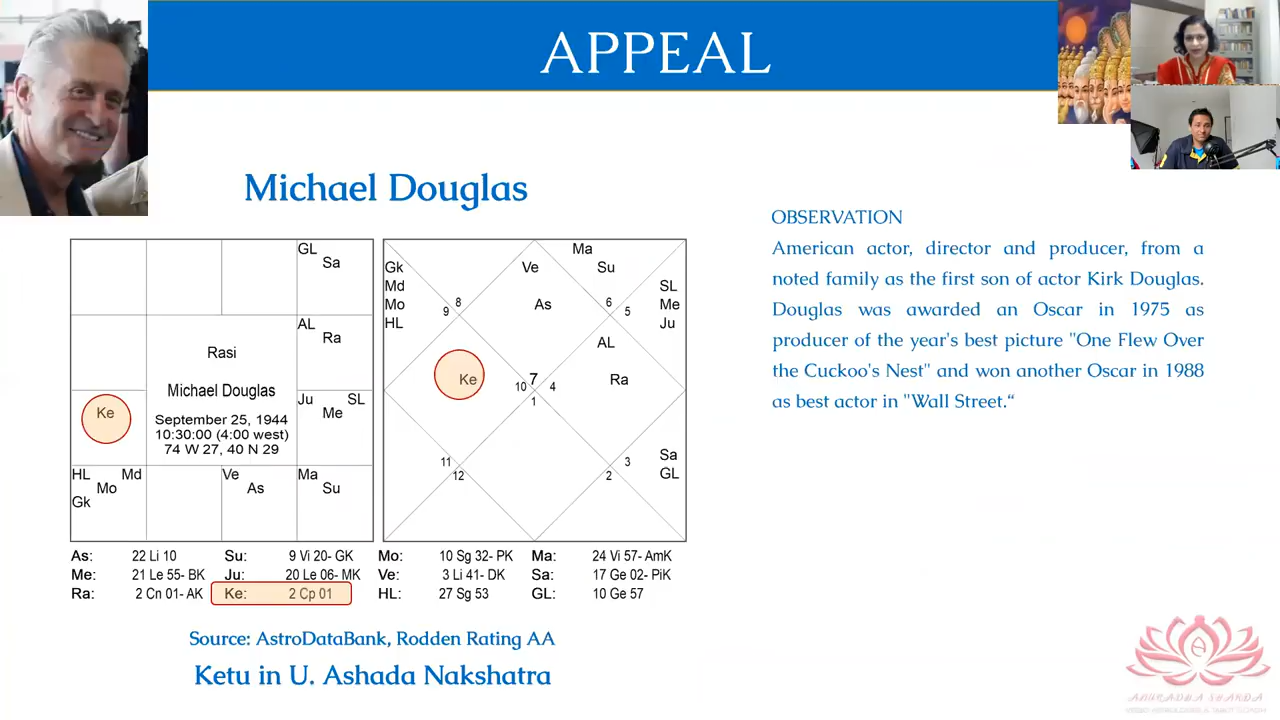 APPEAL
Michael Douglas
GL
Sa
AL
Ra
Rasi
Michael Douglas
Ke
Ju SL
Me
September 25, 1944
10:30:00 (4:00 west)
74 W 27, 40 N 29
HL Md
Mo
Gk
Ve
As
Ma
Su
Ma
Gk Ve Su
Md SL
Mo As Me
HL Ju
8 6
9 5
AL
Ke Ra
10 7 4
1
11 3
12 2
Sa
GL
As: 22 Li 10 Su: 9 Vi 20- GK Mo: 10 Sg 32- PK Ma: 24 Vi 57- AmK
Me: 21 Le 55- BK Ju: 20 Le 06- MK Ve: 3 Li 41- DK Sa: 17 Ge 02- PiK
Ra: 2 Cn 01- AK Ke: 2 Cp 01 HL: 27 Sg 53 GL: 10 Ge 57
Source: AstroDataBank, Rodden Rating AA
Ketu in U. Ashada Nakshatra
OBSERVATION
American actor, director and producer, from a
noted family as the first son of actor Kirk Douglas.
Douglas was awarded an Oscar in 1975 as
producer of the year's best picture "One Flew Over
the Cuckoo's Nest" and won another Oscar in 1988
as best actor in "Wall Street.“
ANURADHA SHARDA